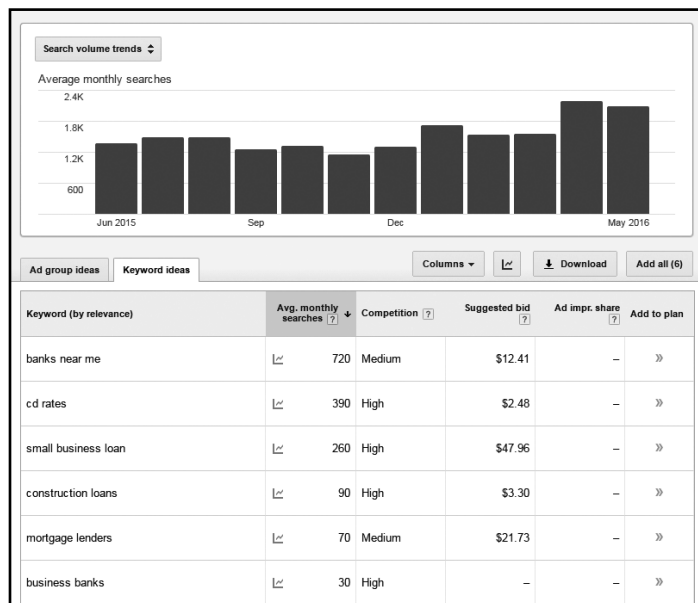 Search volume trends
Average monthly searches
2.4K
1.8K
1.2K
600
Jun 2015 Sep Dec May 2016
Ad group ideas Keyword ideas Columns Download Add all (6)
Keyword (by relevance) Avg. monthly searches ? Competition ? Suggested bid ? Ad impr. share ? Add to plan
banks near me 720 Medium $12.41 – »
cd rates 390 High $2.48 – »
small business loan 260 High $47.96 – »
construction loans 90 High $3.30 – »
mortgage lenders 70 Medium $21.73 – »
business banks 30 High – – »